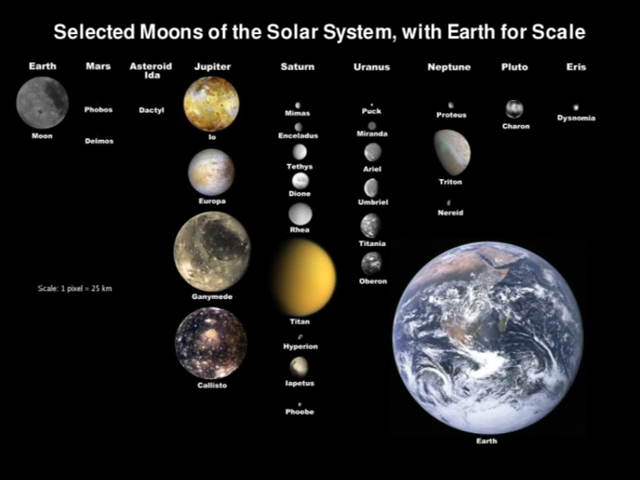 Selected Moons of the Solar System, with Earth for Scale
Earth
Mars
Asteroid
Ida
Jupiter
Saturn
Uranus
Neptune
Pluto
Eris
Moon
Phobos
Deimos
Dactyl
Io
Europa
Ganymede
Callisto
Mimas
Enceladus
Tethys
Dione
Rhea
Titan
Hyperion
Iapetus
Phoebe
Puck
Miranda
Ariel
Umbriel
Titania
Oberon
Proteus
Triton
Nereid
Charon
Dysnomia
Scale: 1 pixel = 25 km
Earth